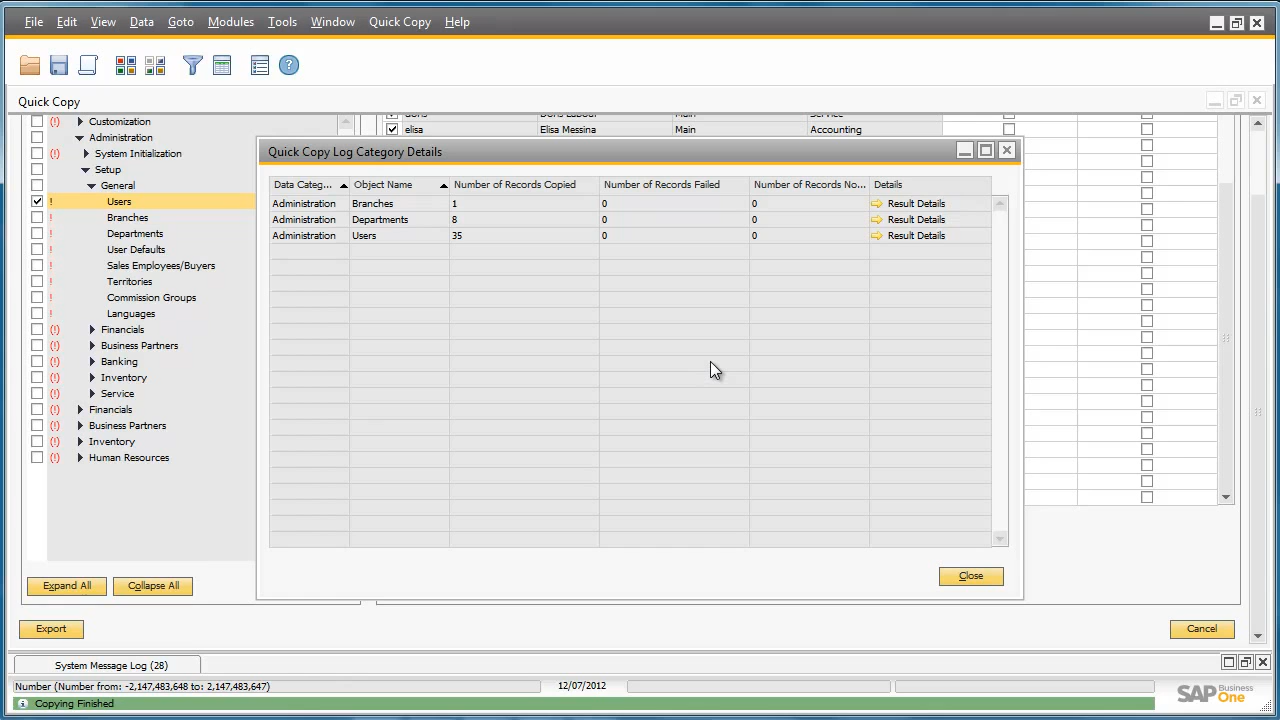 File Edit View Data Goto Modules Tools Window Quick Copy Help
Quick Copy
Customization
Administration
System Initialization
Setup
General
Users
Branches
Departments
User Defaults
Sales Employees/Buyers
Territories
Commission Groups
Languages
Financials
Business Partners
Banking
Inventory
Service
Financials
Business Partners
Inventory
Human Resources
Expand All Collapse All
elisa Elisa Messina Main Accounting
Quick Copy Log Category Details
Data Categ... Object Name Number of Records Copied Number of Records Failed Number of Records No... Details
Administration Branches 1 0 0 Result Details
Administration Departments 8 0 0 Result Details
Administration Users 35 0 0 Result Details
Close
Export Cancel
System Message Log (28)
Number (Number from: -2,147,483,648 to: 2,147,483,647) 12/07/2012
Copying Finished
SAP Business One